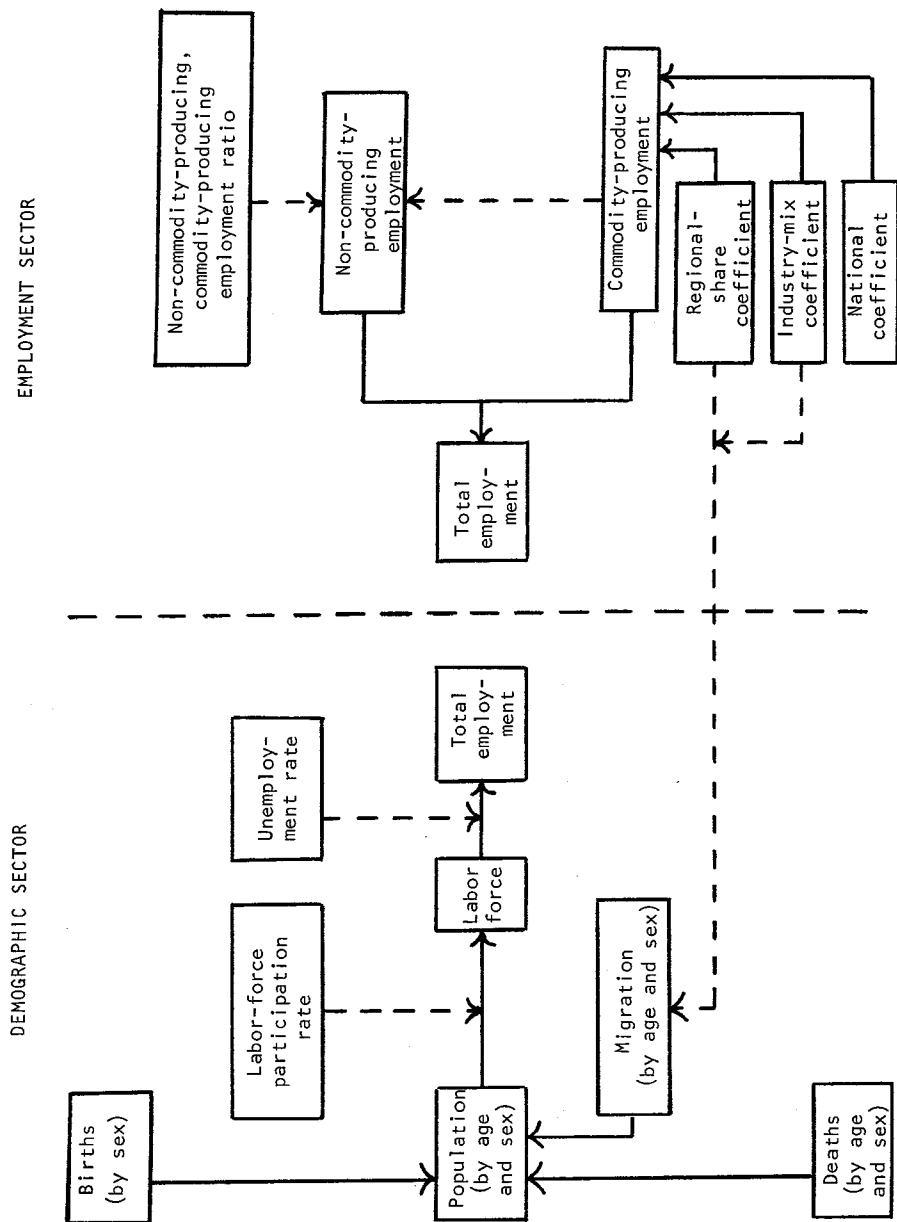 DEMOGRAPHIC SECTOR
EMPLOYMENT SECTOR
Births
(by sex)
Labor-force
participation
rate
Unemploy-
ment rate
Population
(by age
and sex)
Labor
force
Total
employ-
ment
Migration
(by age and sex)
Deaths
(by age
and sex)
Non-commodity-producing,
commodity-producing
employment ratio
Non-commodity-
producing
employment
Total
employ-
ment
Commodity-producing
employment
Regional-
share
coefficient
Industry-mix
coefficient
National
coefficient